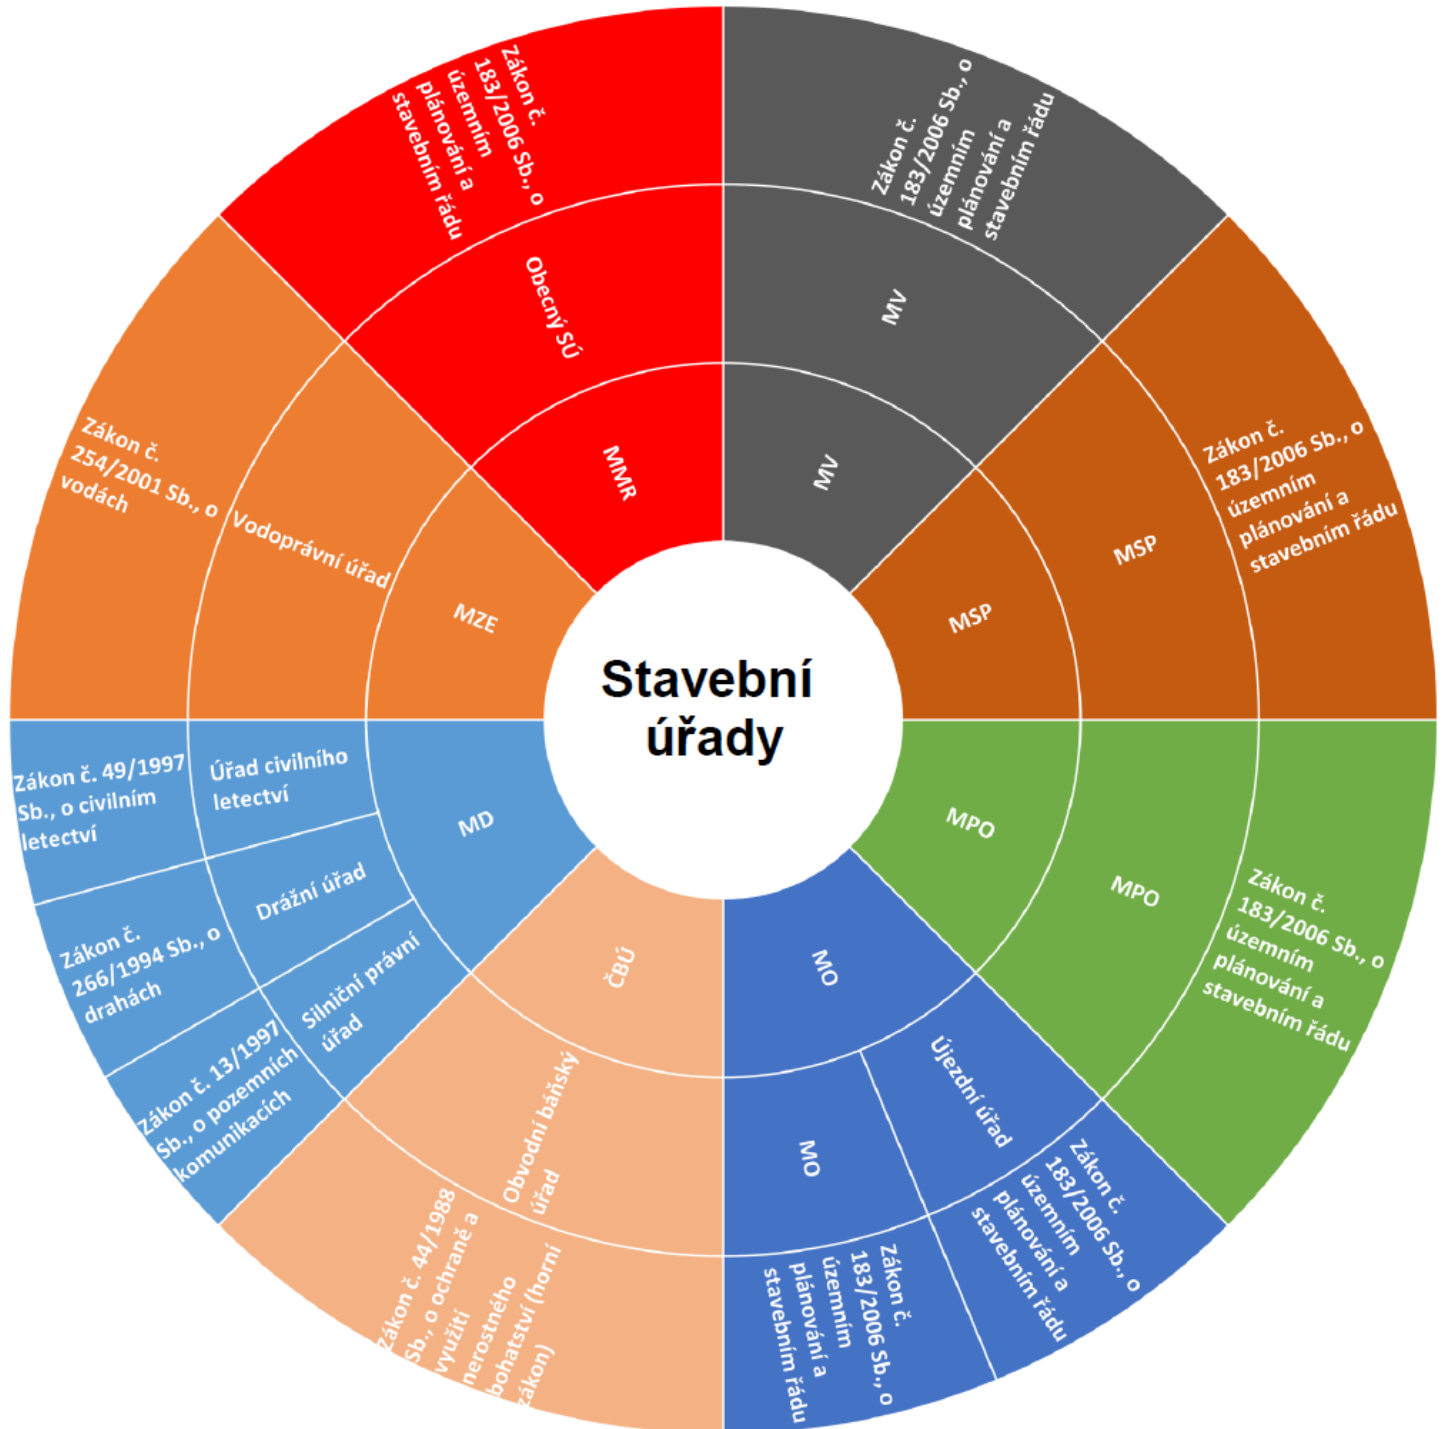 Stavební
úřady
MV
MV
Zákon č.
183/2006 Sb., o
územním
plánování a
stavebním řádu
MSP
MSP
Zákon č.
183/2006 Sb., o
územním
plánování a
stavebním řádu
MPO
MPO
Zákon č.
183/2006 Sb., o
územním
plánování a
stavebním řádu
MO
Újezdní úřad
Zákon č.
183/2006 Sb., o
územním
plánování a
stavebním řádu
MO
Zákon č.
183/2006 Sb., o
územním
plánování a
stavebním řádu
ČBÚ
Obvodní báňský
úřad
Zákon č. 44/1988
Sb., o ochraně a
využití
nerostného
bohatství (horní
zákon)
MD
Silniční právní
úřad
Zákon č. 13/1997
Sb., o pozemních
komunikacích
Drážní úřad
Zákon č.
266/1994 Sb., o
drahách
Úřad civilního
letectví
Zákon č. 49/1997
Sb., o civilním
letectví
MZE
Vodoprávní úřad
Zákon č.
254/2001 Sb., o
vodách
MMR
Obecný SÚ
Zákon č.
183/2006 Sb., o
územním
plánování a
stavebním řádu